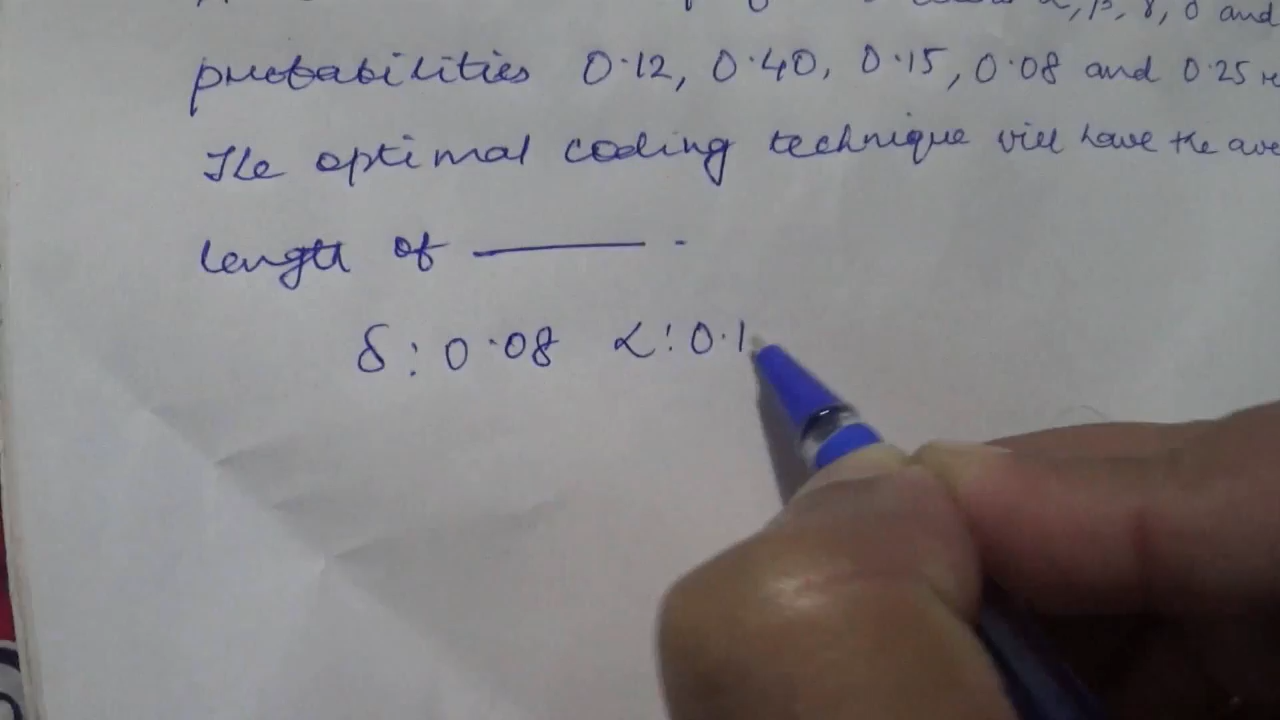 α, β, γ, δ and
probabilities 0.12, 0.40, 0.15, 0.08 and 0.25
The optimal coding technique will have the
length of ———.
δ: 0.08 α: 0.1